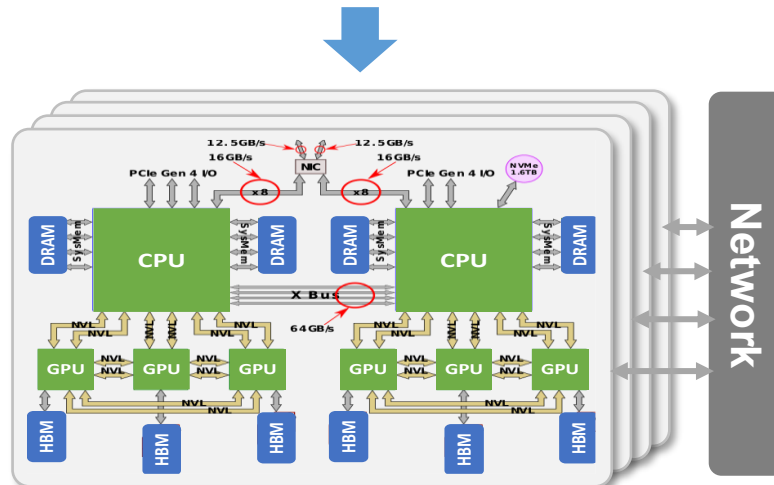 12.5GB/s
12.5GB/s
16GB/s
NIC
16GB/s
PCIe Gen 4 I/O
x8
x8
PCIe Gen 4 I/O
NVMe
1.6TB
DRAM
SysMem
CPU
SysMem
DRAM
DRAM
SysMem
CPU
SysMem
DRAM
X Bus
64GB/s
NVL
NVL
NVL
NVL
NVL
NVL
NVL
NVL
NVL
NVL
NVL
NVL
GPU
NVL
NVL
GPU
NVL
NVL
GPU
GPU
NVL
NVL
GPU
NVL
NVL
GPU
NVL
NVL
NVL
NVL
HBM
HBM
HBM
HBM
HBM
HBM
Network